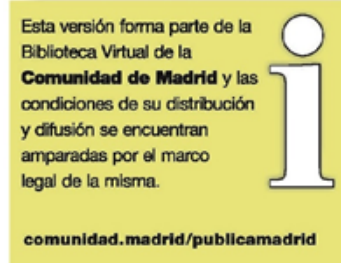 Esta versión forma parte de la
Biblioteca Virtual de la
Comunidad de Madrid y las
condiciones de su distribución
y difusión se encuentran
amparadas por el marco
legal de la misma.
comunidad.madrid/publicamadrid